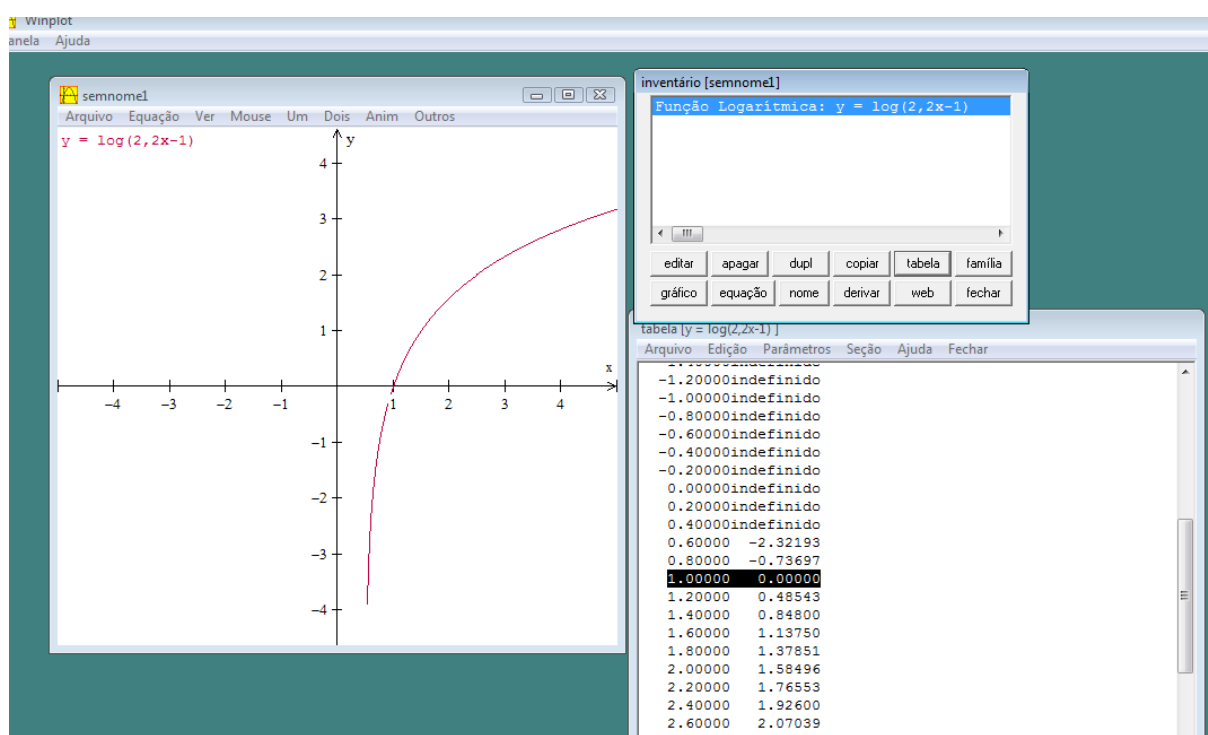 Winplot
anela Ajuda
semnome1
Arquivo Equação Ver Mouse Um Dois Anim Outros
y = log(2,2x-1)
y
4
3
2
1
x
-4 -3 -2 -1 1 2 3 4
-1
-2
-3
-4
inventário [semnome1]
Função Logarítmica: y = log(2,2x-1)
editar apagar dupl copiar tabela família
gráfico equação nome derivar web fechar
tabela [y = log(2,2x-1) ]
Arquivo Edição Parâmetros Seção Ajuda Fechar
-1.20000indefinido
-1.00000indefinido
-0.80000indefinido
-0.60000indefinido
-0.40000indefinido
-0.20000indefinido
0.00000indefinido
0.20000indefinido
0.40000indefinido
0.60000 -2.32193
0.80000 -0.73697
1.00000 0.00000
1.20000 0.48543
1.40000 0.84800
1.60000 1.13750
1.80000 1.37851
2.00000 1.58496
2.20000 1.76553
2.40000 1.92600
2.60000 2.07039